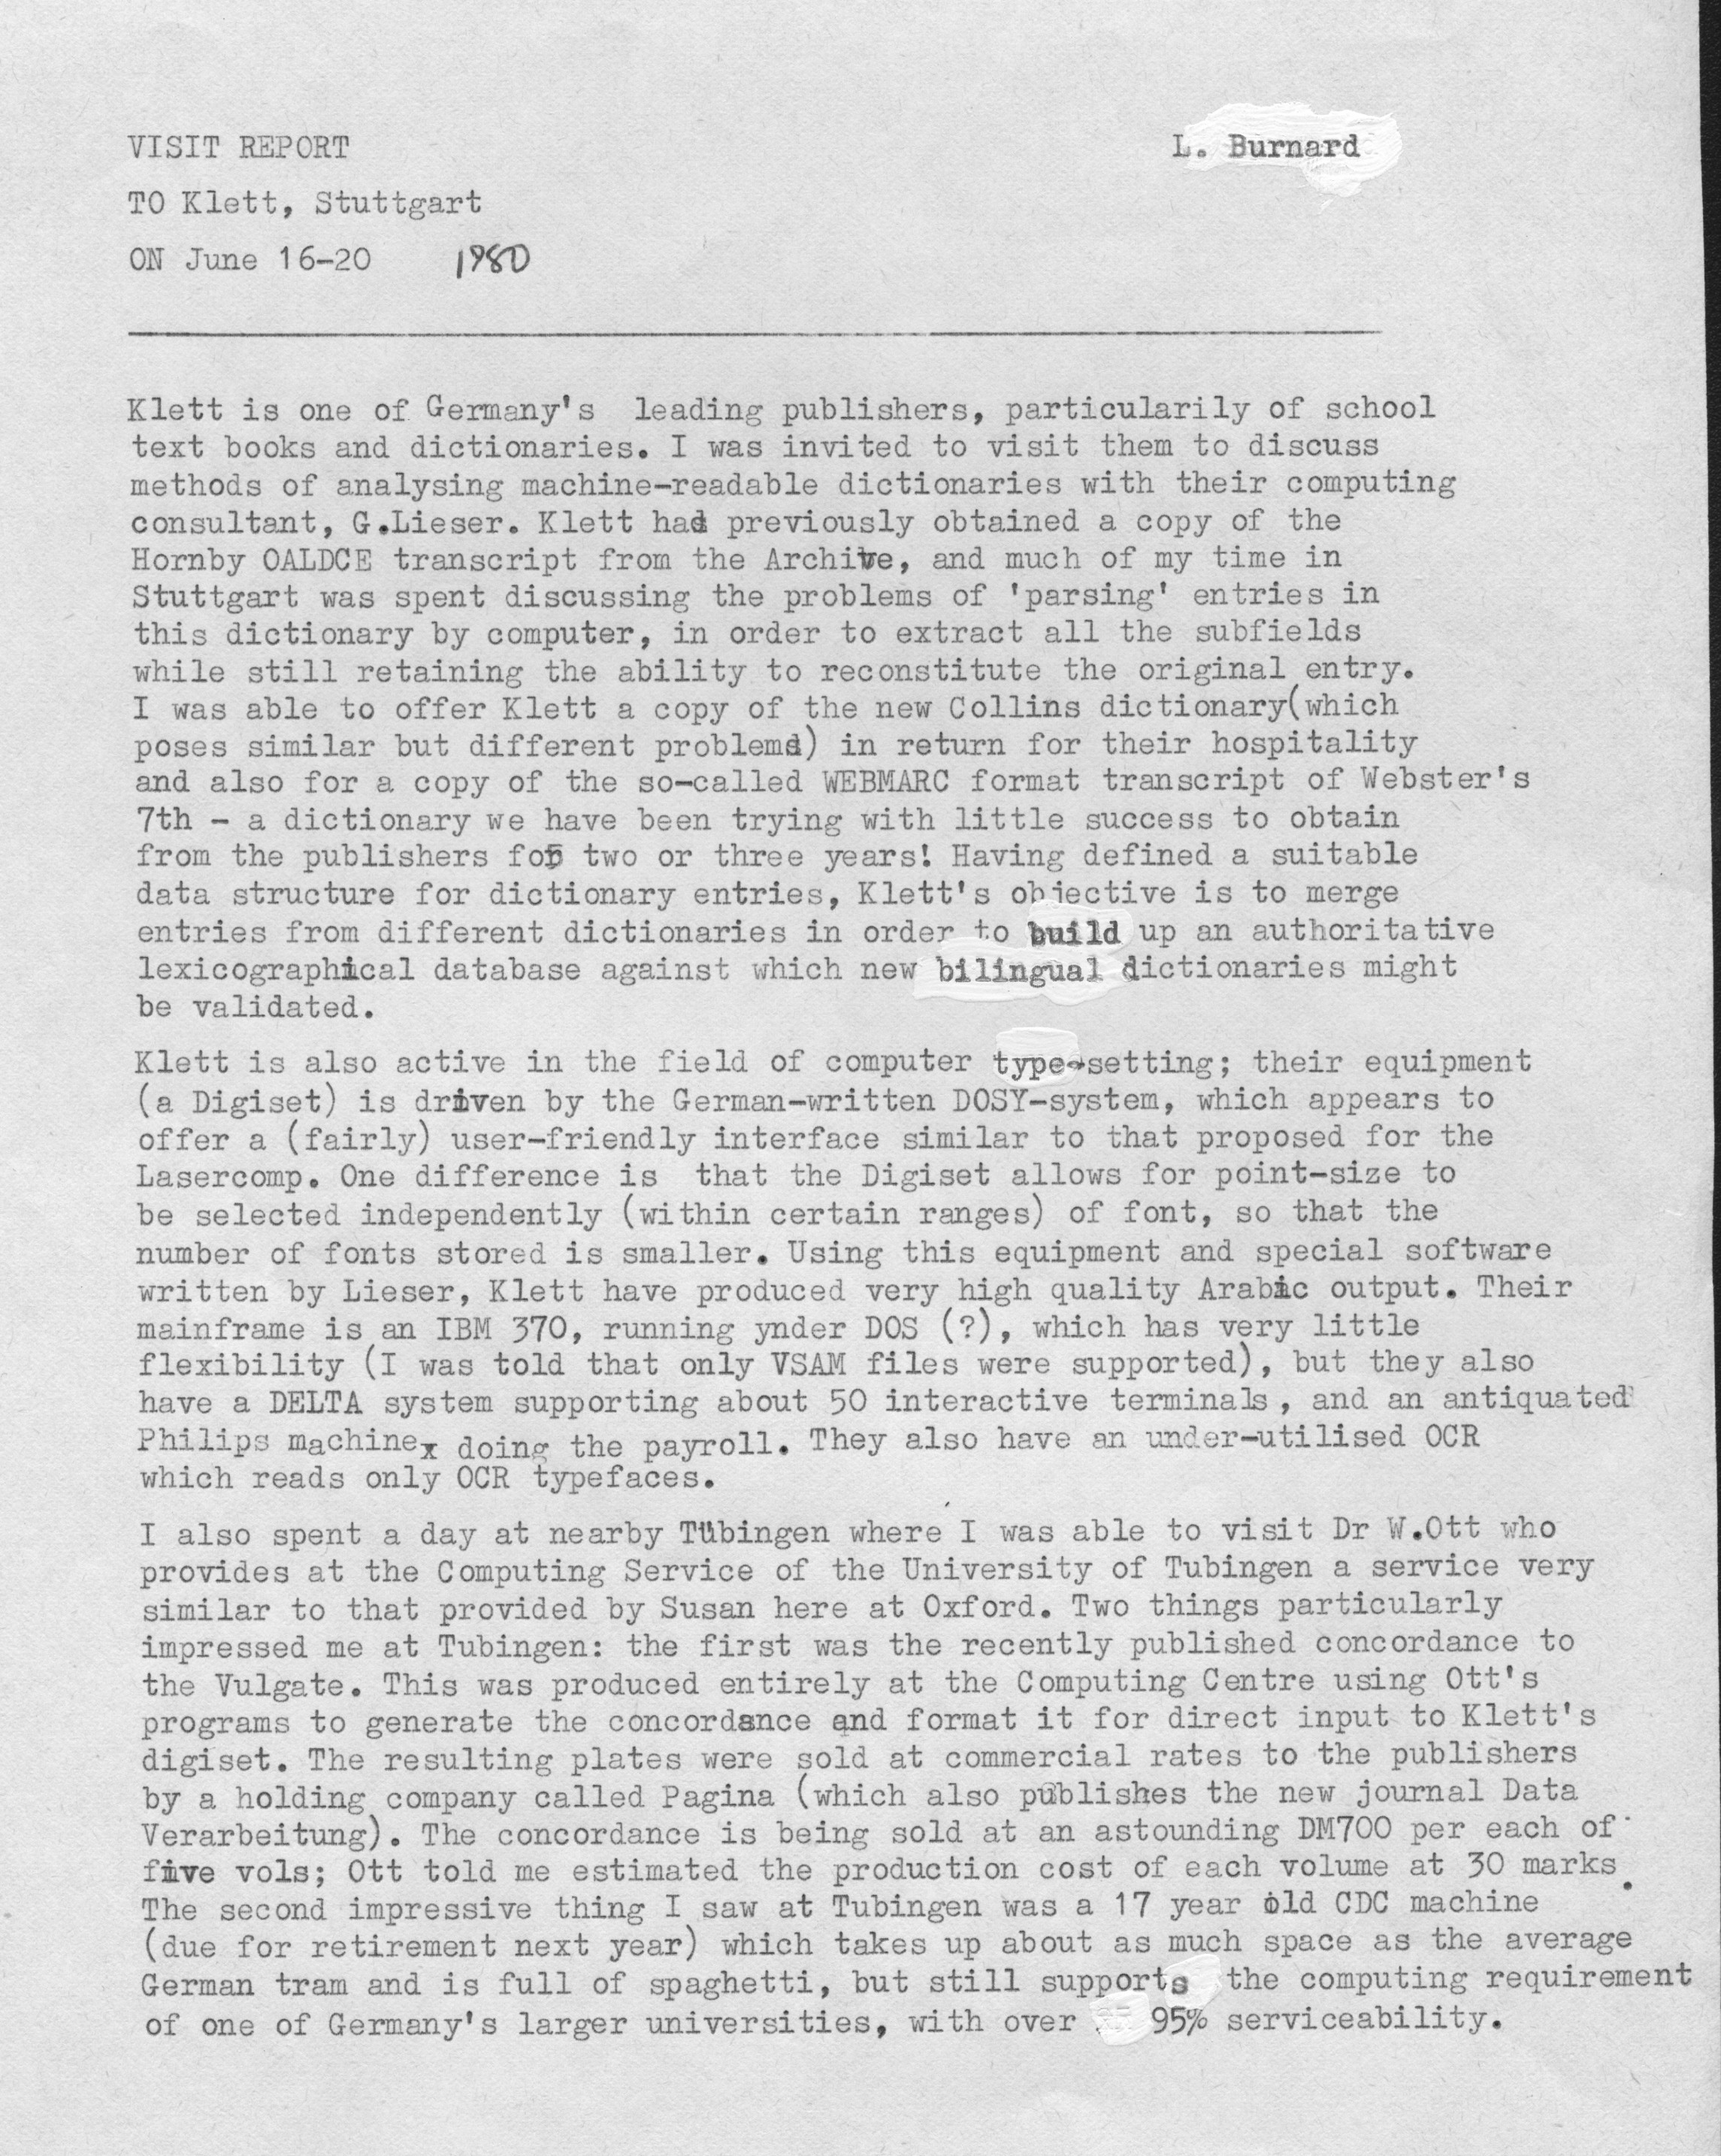 VISIT REPORT
L. Burnard
TO Klett, Stuttgart
ON June 16-20 1980
Klett is one of Germany's leading publishers, particularily of school
text books and dictionaries. I was invited to visit them to discuss
methods of analysing machine-readable dictionaries with their computing
consultant, G.Lieser. Klett had previously obtained a copy of the
Hornby OALDCE transcript from the Archive, and much of my time in
Stuttgart was spent discussing the problems of 'parsing' entries in
this dictionary by computer, in order to extract all the subfields
while still retaining the ability to reconstitute the original entry.
I was able to offer Klett a copy of the new Collins dictionary(which
poses similar but different problems) in return for their hospitality
and also for a copy of the so-called WEBMARC format transcript of Webster's
7th - a dictionary we have been trying with little success to obtain
from the publishers for two or three years! Having defined a suitable
data structure for dictionary entries, Klett's objective is to merge
entries from different dictionaries in order to build up an authoritative
lexicographical database against which new bilingual dictionaries might
be validated.
Klett is also active in the field of computer type-setting; their equipment
(a Digiset) is driven by the German-written DOSY-system, which appears to
offer a (fairly) user-friendly interface similar to that proposed for the
Lasercomp. One difference is that the Digiset allows for point-size to
be selected independently (within certain ranges) of font, so that the
number of fonts stored is smaller. Using this equipment and special software
written by Lieser, Klett have produced very high quality Arabic output. Their
mainframe is an IBM 370, running ynder DOS (?), which has very little
flexibility (I was told that only VSAM files were supported), but they also
have a DELTA system supporting about 50 interactive terminals, and an antiquated
Philips machinex doing the payroll. They also have an under-utilised OCR
which reads only OCR typefaces.
I also spent a day at nearby Tübingen where I was able to visit Dr W.Ott who
provides at the Computing Service of the University of Tubingen a service very
similar to that provided by Susan here at Oxford. Two things particularly
impressed me at Tubingen: the first was the recently published concordance to
the Vulgate. This was produced entirely at the Computing Centre using Ott's
programs to generate the concordance and format it for direct input to Klett's
digiset. The resulting plates were sold at commercial rates to the publishers
by a holding company called Pagina (which also publishes the new journal Data
Verarbeitung). The concordance is being sold at an astounding DM700 per each of
five vols; Ott told me estimated the production cost of each volume at 30 marks.
The second impressive thing I saw at Tubingen was a 17 year old CDC machine
(due for retirement next year) which takes up about as much space as the average
German tram and is full of spaghetti, but still supports the computing requirement
of one of Germany's larger universities, with over 95% serviceability.